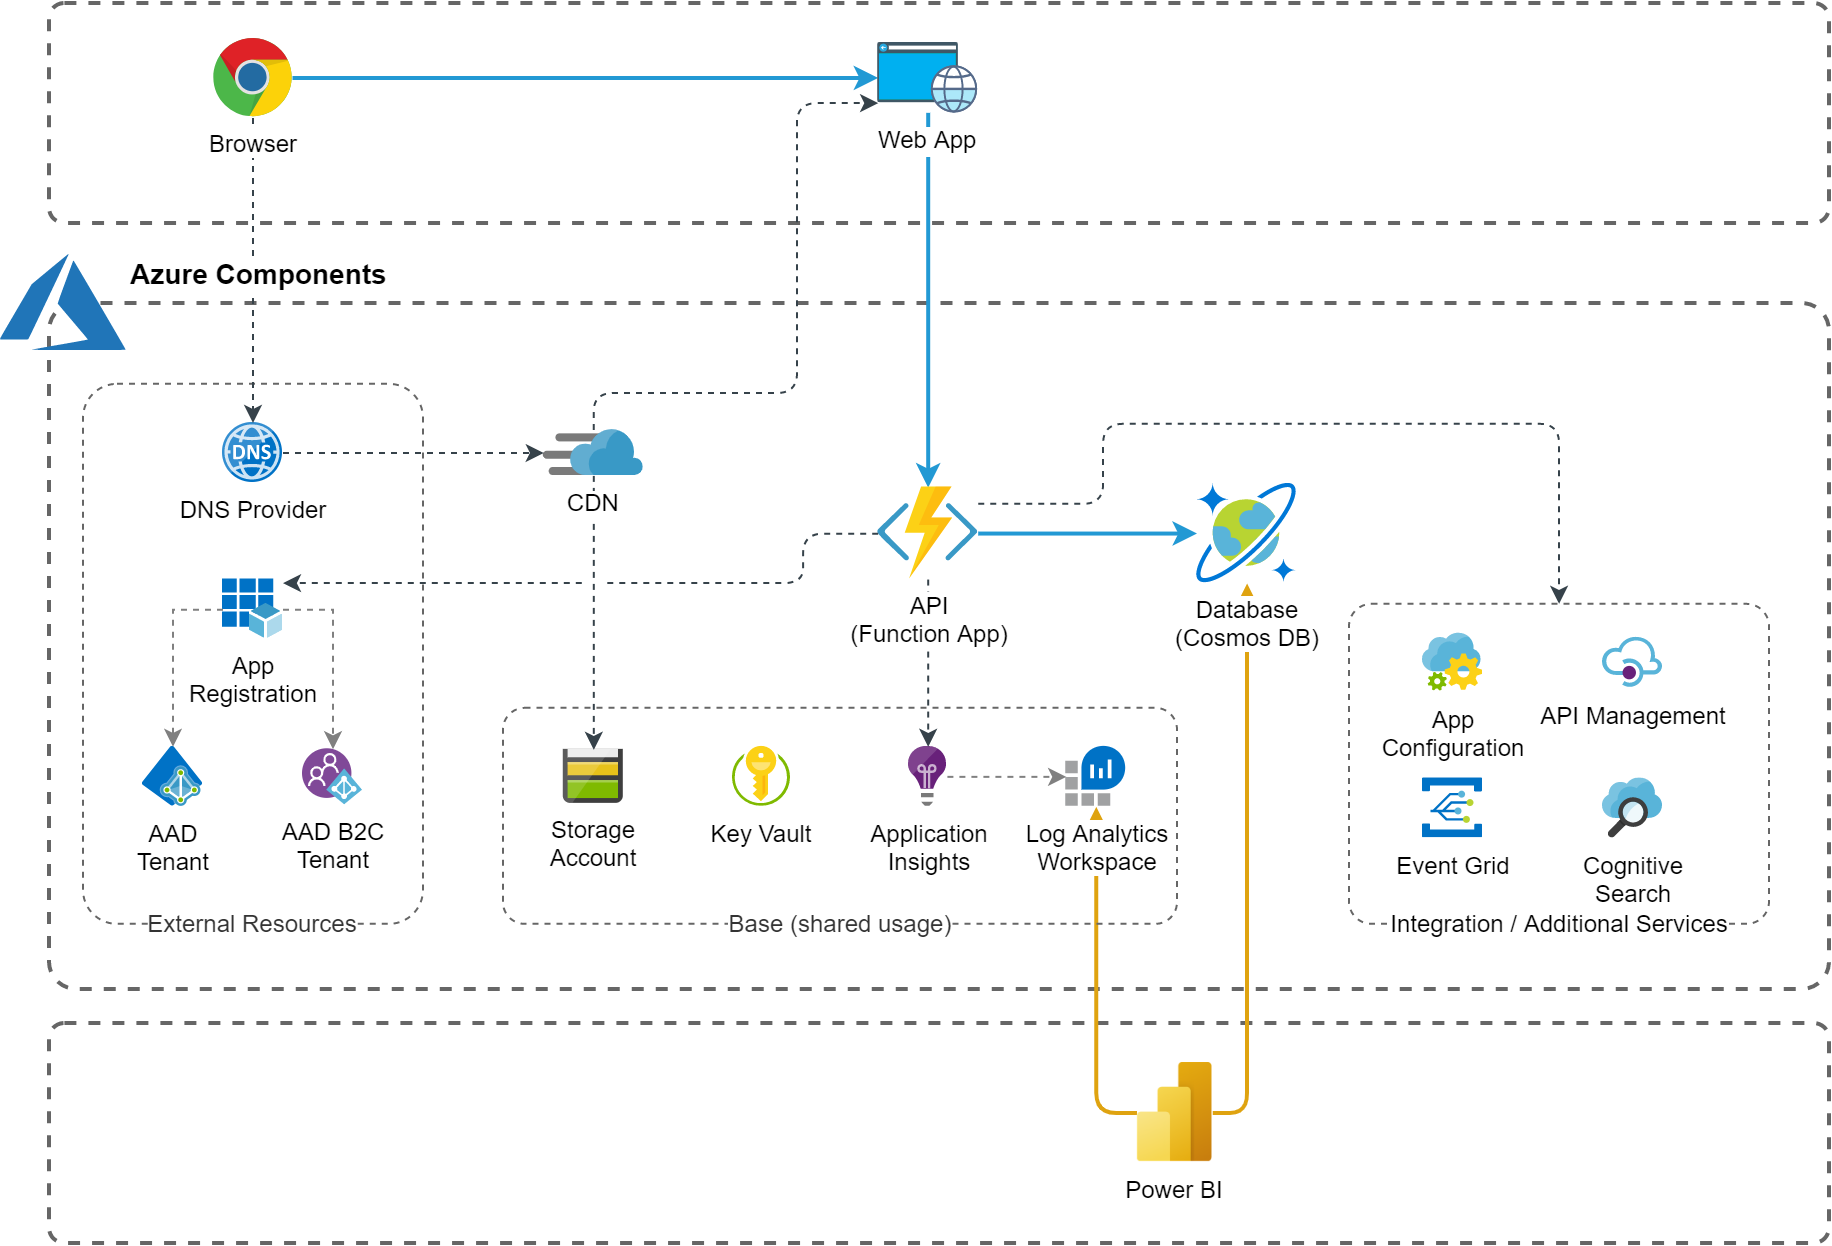 Browser
Web App
Azure Components
DNS
DNS Provider
CDN
API
(Function App)
Database
(Cosmos DB)
App
Registration
App
Configuration
API Management
AAD
Tenant
AAD B2C
Tenant
Storage
Account
Key Vault
Application
Insights
Log Analytics
Workspace
Event Grid
Cognitive
Search
External Resources
Base (shared usage)
Integration / Additional Services
Power BI